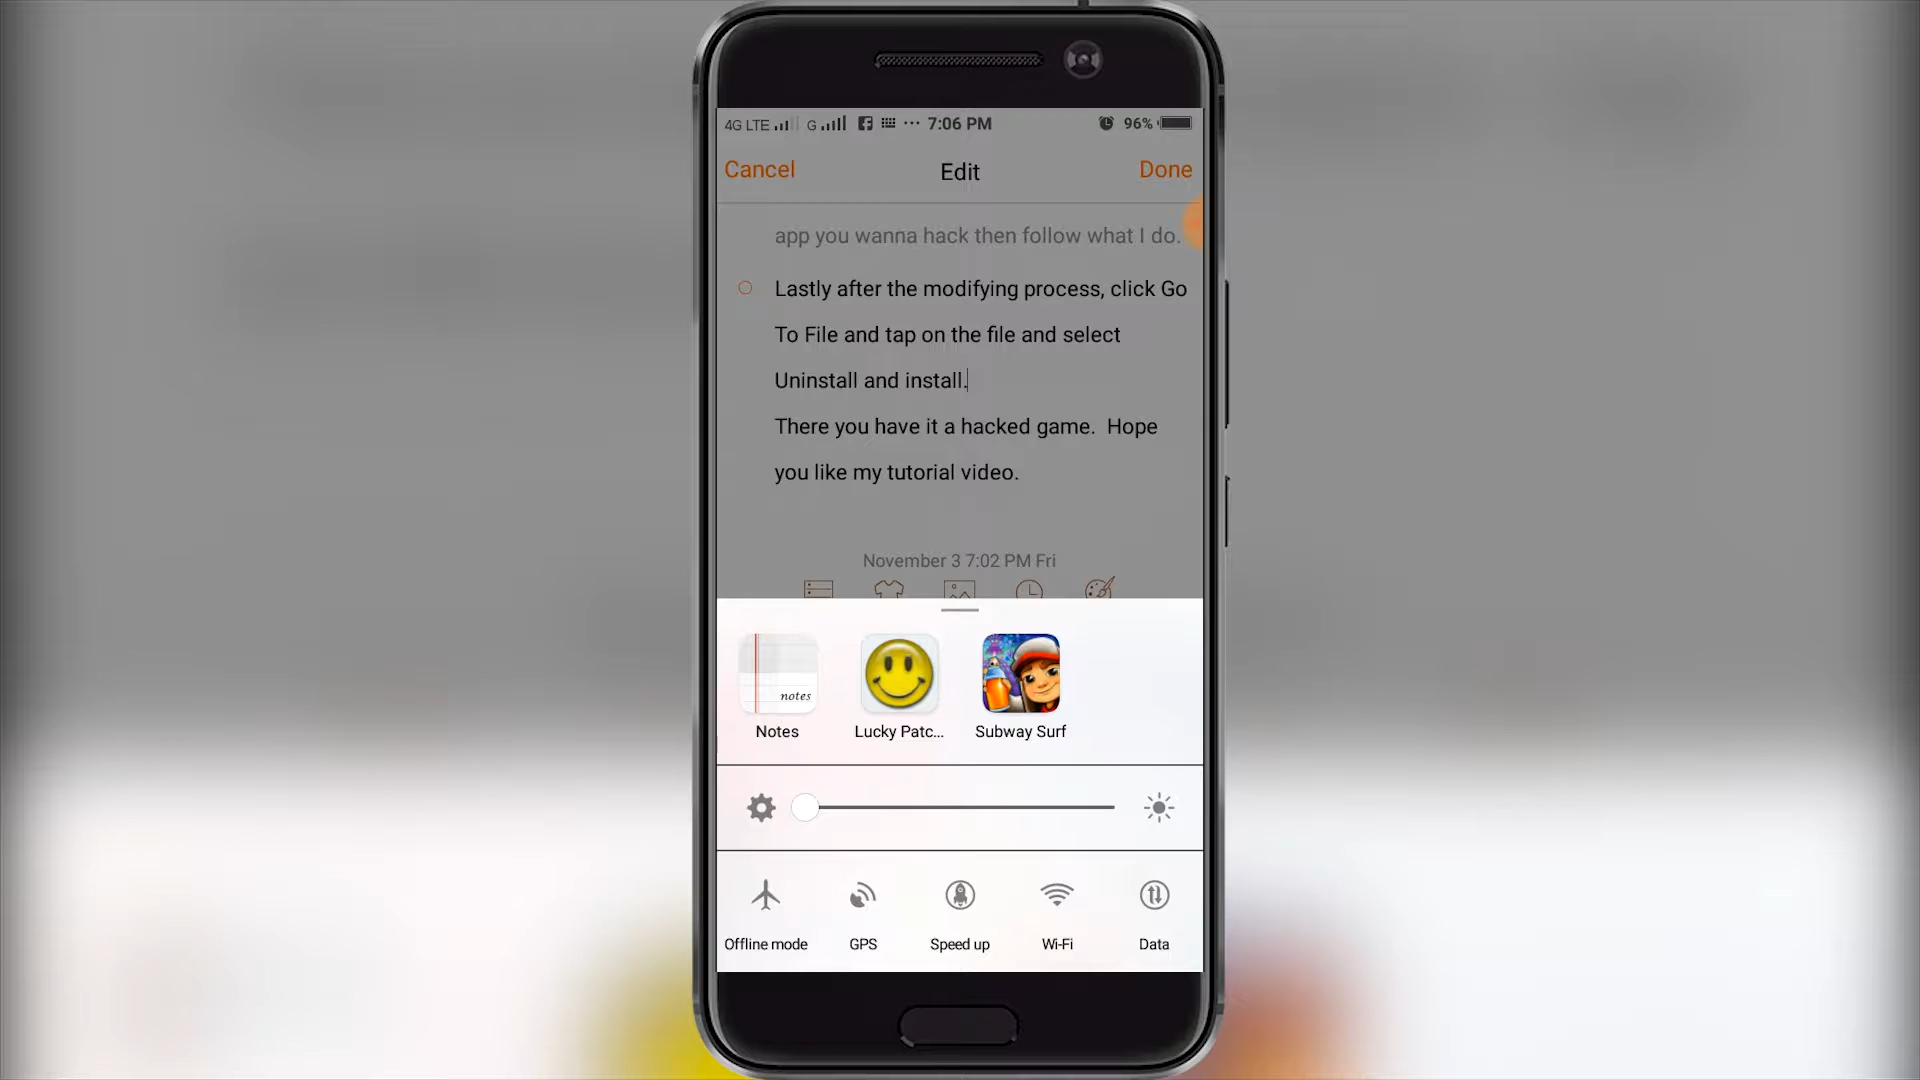 4G LTE G 7:06 PM 96%
Cancel Edit Done
app you wanna hack then follow what I do.
Lastly after the modifying process, click Go
To File and tap on the file and select
Uninstall and install.
There you have it a hacked game.  Hope
you like my tutorial video.
November 3 7:02 PM Fri
notes
Notes Lucky Patc... Subway Surf
Offline mode GPS Speed up Wi-Fi Data